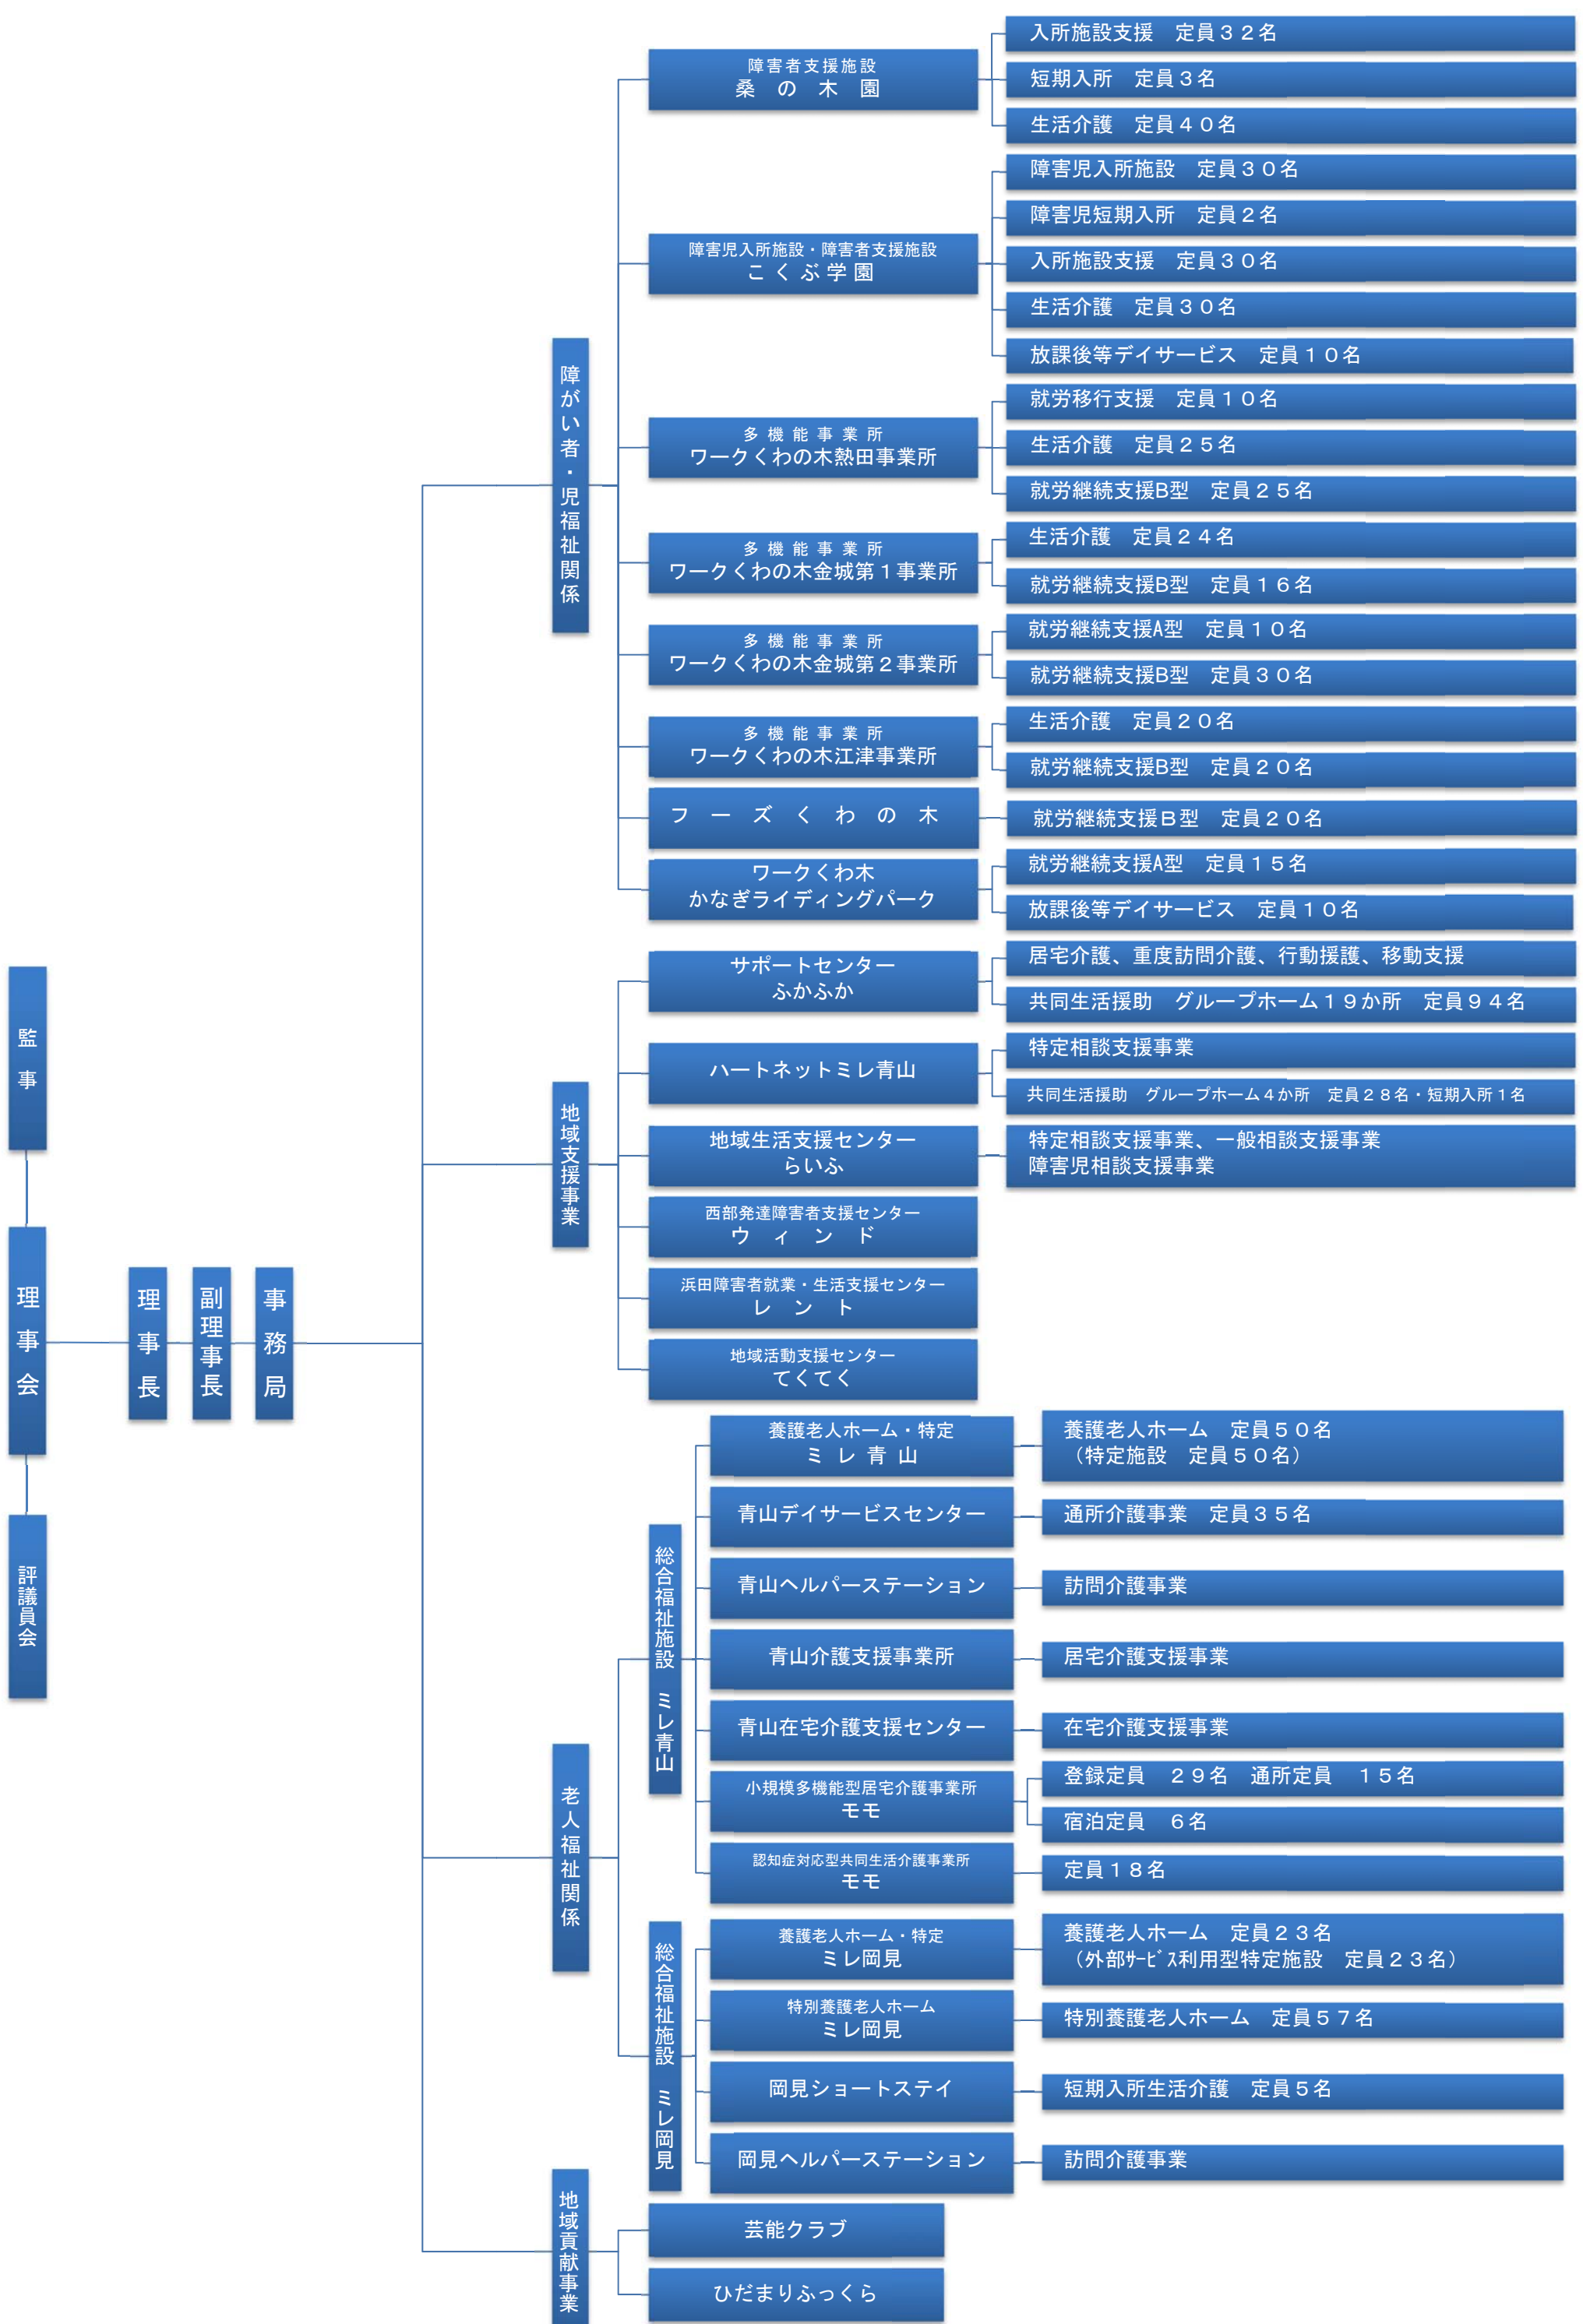 監事
理事会
評議員会
理事長
副理事長
事務局
障がい者・児福祉関係
障害者支援施設
桑の木園
入所施設支援　定員３２名
短期入所　定員３名
生活介護　定員４０名
障害児入所施設・障害者支援施設
こくぶ学園
障害児入所施設　定員３０名
障害児短期入所　定員２名
入所施設支援　定員３０名
生活介護　定員３０名
放課後等デイサービス　定員１０名
多機能事業所
ワークくわの木熱田事業所
就労移行支援　定員１０名
生活介護　定員２５名
就労継続支援B型　定員２５名
多機能事業所
ワークくわの木金城第１事業所
生活介護　定員２４名
就労継続支援B型　定員１６名
多機能事業所
ワークくわの木金城第２事業所
就労継続支援A型　定員１０名
就労継続支援B型　定員３０名
多機能事業所
ワークくわの木江津事業所
生活介護　定員２０名
就労継続支援B型　定員２０名
フーズくわの木
就労継続支援Ｂ型　定員２０名
ワークくわ木
かなぎライディングパーク
就労継続支援A型　定員１５名
放課後等デイサービス　定員１０名
地域支援事業
サポートセンター
ふかふか
居宅介護、重度訪問介護、行動援護、移動支援
共同生活援助　グループホーム１９か所　定員９４名
ハートネットミレ青山
特定相談支援事業
共同生活援助　グループホーム４か所　定員２８名・短期入所１名
地域生活支援センター
らいふ
特定相談支援事業、一般相談支援事業
障害児相談支援事業
西部発達障害者支援センター
ウィンド
浜田障害者就業・生活支援センター
レント
地域活動支援センター
てくてく
老人福祉関係
総合福祉施設　ミレ青山
養護老人ホーム・特定
ミレ青山
養護老人ホーム　定員５０名
（特定施設　定員５０名）
青山デイサービスセンター
通所介護事業　定員３５名
青山ヘルパーステーション
訪問介護事業
青山介護支援事業所
居宅介護支援事業
青山在宅介護支援センター
在宅介護支援事業
小規模多機能型居宅介護事業所
モモ
登録定員　２９名　通所定員　１５名
宿泊定員　６名
認知症対応型共同生活介護事業所
モモ
定員１８名
総合福祉施設　ミレ岡見
養護老人ホーム・特定
ミレ岡見
養護老人ホーム　定員２３名
（外部ｻｰﾋﾞｽ利用型特定施設　定員２３名）
特別養護老人ホーム
ミレ岡見
特別養護老人ホーム　定員５７名
岡見ショートステイ
短期入所生活介護　定員５名
岡見ヘルパーステーション
訪問介護事業
地域貢献事業
芸能クラブ
ひだまりふっくら